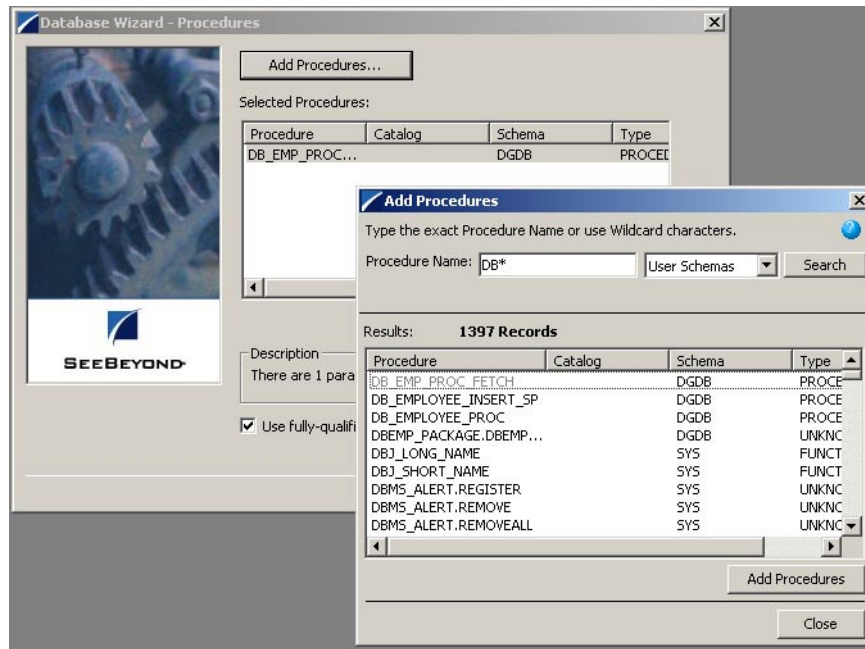 Database Wizard - Procedures
Add Procedures...
Selected Procedures:
Procedure Catalog Schema Type
DB_EMP_PROC... DGDB PROCED
SEEBEYOND
Description
There are 1 para
Use fully-qualifi
Add Procedures
Type the exact Procedure Name or use Wildcard characters.
Procedure Name: DB* User Schemas Search
Results: 1397 Records
Procedure Catalog Schema Type
DB_EMP_PROC_FETCH DGDB PROCE
DB_EMPLOYEE_INSERT_SP DGDB PROCE
DB_EMPLOYEE_PROC DGDB PROCE
DBEMP_PACKAGE.DBEMP... DGDB UNKNC
DBJ_LONG_NAME SYS FUNCT
DBJ_SHORT_NAME SYS FUNCT
DBMS_ALERT.REGISTER SYS UNKNC
DBMS_ALERT.REMOVE SYS UNKNC
DBMS_ALERT.REMOVEALL SYS UNKNC
Add Procedures
Close